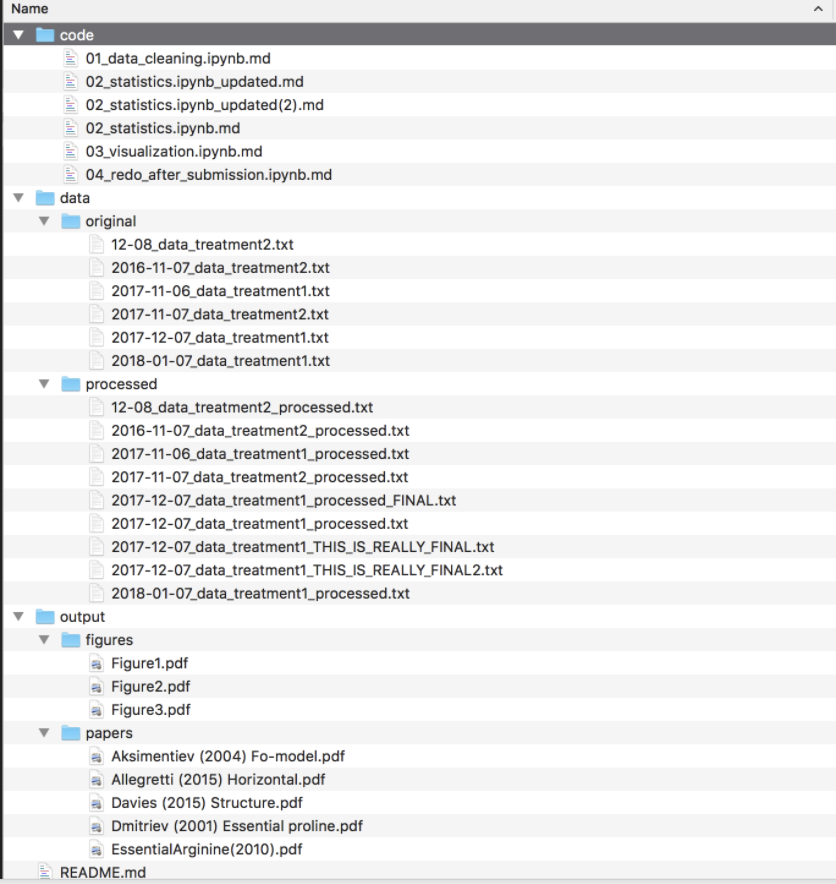 Name
code
01_data_cleaning.ipynb.md
02_statistics.ipynb_updated.md
02_statistics.ipynb_updated(2).md
02_statistics.ipynb.md
03_visualization.ipynb.md
04_redo_after_submission.ipynb.md
data
original
12-08_data_treatment2.txt
2016-11-07_data_treatment2.txt
2017-11-06_data_treatment1.txt
2017-11-07_data_treatment2.txt
2017-12-07_data_treatment1.txt
2018-01-07_data_treatment1.txt
processed
12-08_data_treatment2_processed.txt
2016-11-07_data_treatment2_processed.txt
2017-11-06_data_treatment1_processed.txt
2017-11-07_data_treatment2_processed.txt
2017-12-07_data_treatment1_processed_FINAL.txt
2017-12-07_data_treatment1_processed.txt
2017-12-07_data_treatment1_THIS_IS_REALLY_FINAL.txt
2017-12-07_data_treatment1_THIS_IS_REALLY_FINAL2.txt
2018-01-07_data_treatment1_processed.txt
output
figures
Figure1.pdf
Figure2.pdf
Figure3.pdf
papers
Aksimentiev (2004) Fo-model.pdf
Allegretti (2015) Horizontal.pdf
Davies (2015) Structure.pdf
Dmitriev (2001) Essential proline.pdf
EssentialArginine(2010).pdf
README.md